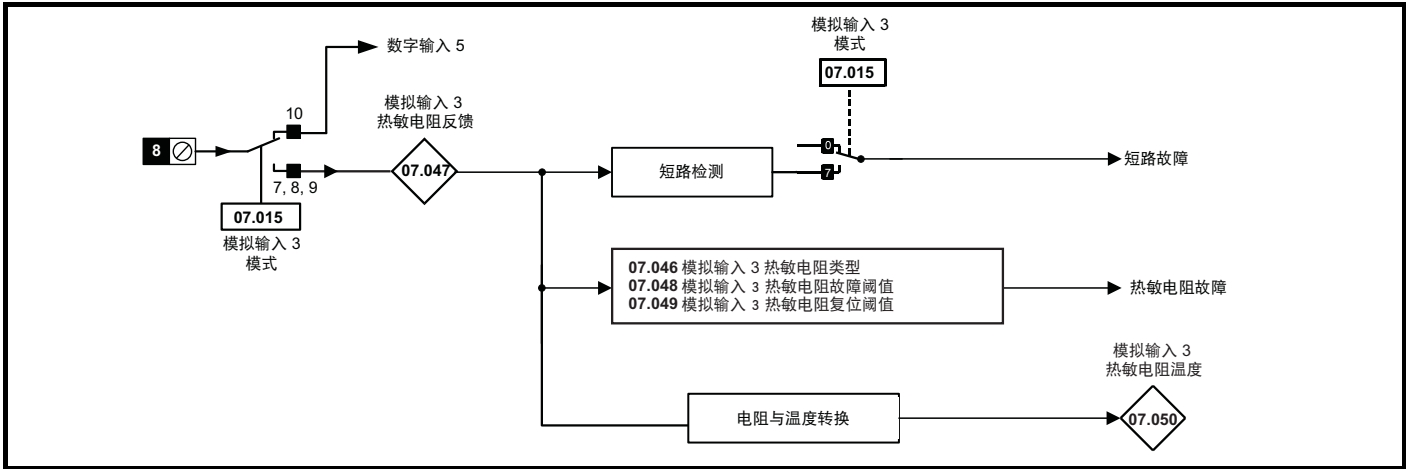 数字输入 5
模拟输入 3
模式
07.015
10
模拟输入 3
热敏电阻反馈
8
07.047
7, 8, 9
07.015
模拟输入 3
模式
短路检测
0
7
短路故障
07.046 模拟输入 3 热敏电阻类型
07.048 模拟输入 3 热敏电阻故障阈值
07.049 模拟输入 3 热敏电阻复位阈值
热敏电阻故障
模拟输入 3
热敏电阻温度
电阻与温度转换
07.050